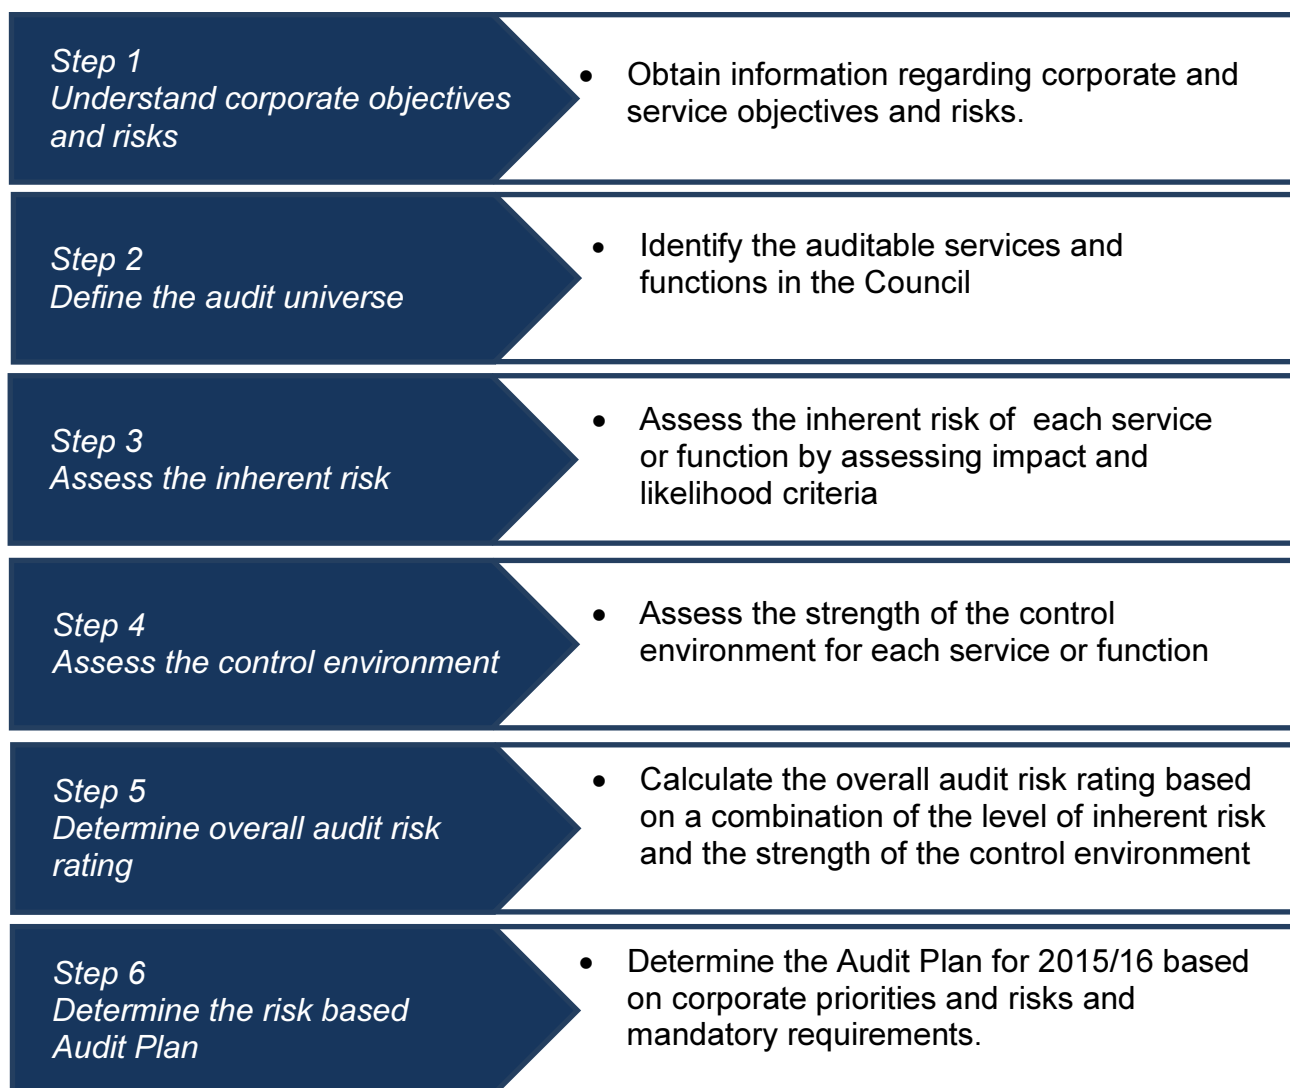 Step 1
Understand corporate objectives
and risks
• Obtain information regarding corporate and
service objectives and risks.
Step 2
Define the audit universe
• Identify the auditable services and
functions in the Council
Step 3
Assess the inherent risk
• Assess the inherent risk of  each service
or function by assessing impact and
likelihood criteria
Step 4
Assess the control environment
• Assess the strength of the control
environment for each service or function
Step 5
Determine overall audit risk
rating
• Calculate the overall audit risk rating based
on a combination of the level of inherent risk
and the strength of the control environment
Step 6
Determine the risk based
Audit Plan
• Determine the Audit Plan for 2015/16 based
on corporate priorities and risks and
mandatory requirements.